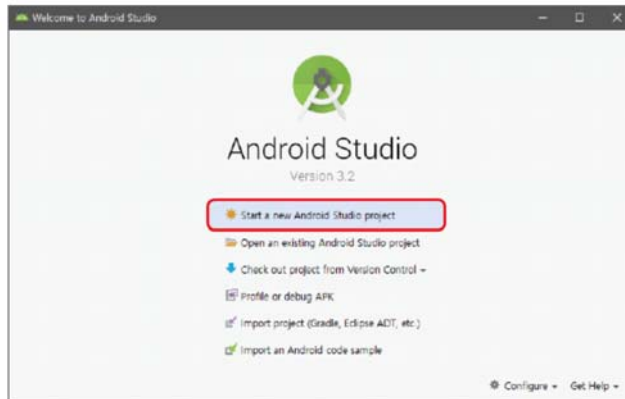 Welcome to Android Studio
Android Studio
Version 3.2
Start a new Android Studio project
Open an existing Android Studio project
Check out project from Version Control
Profile or debug APK
Import project (Gradle, Eclipse ADT, etc.)
Import an Android code sample
Configure Get Help